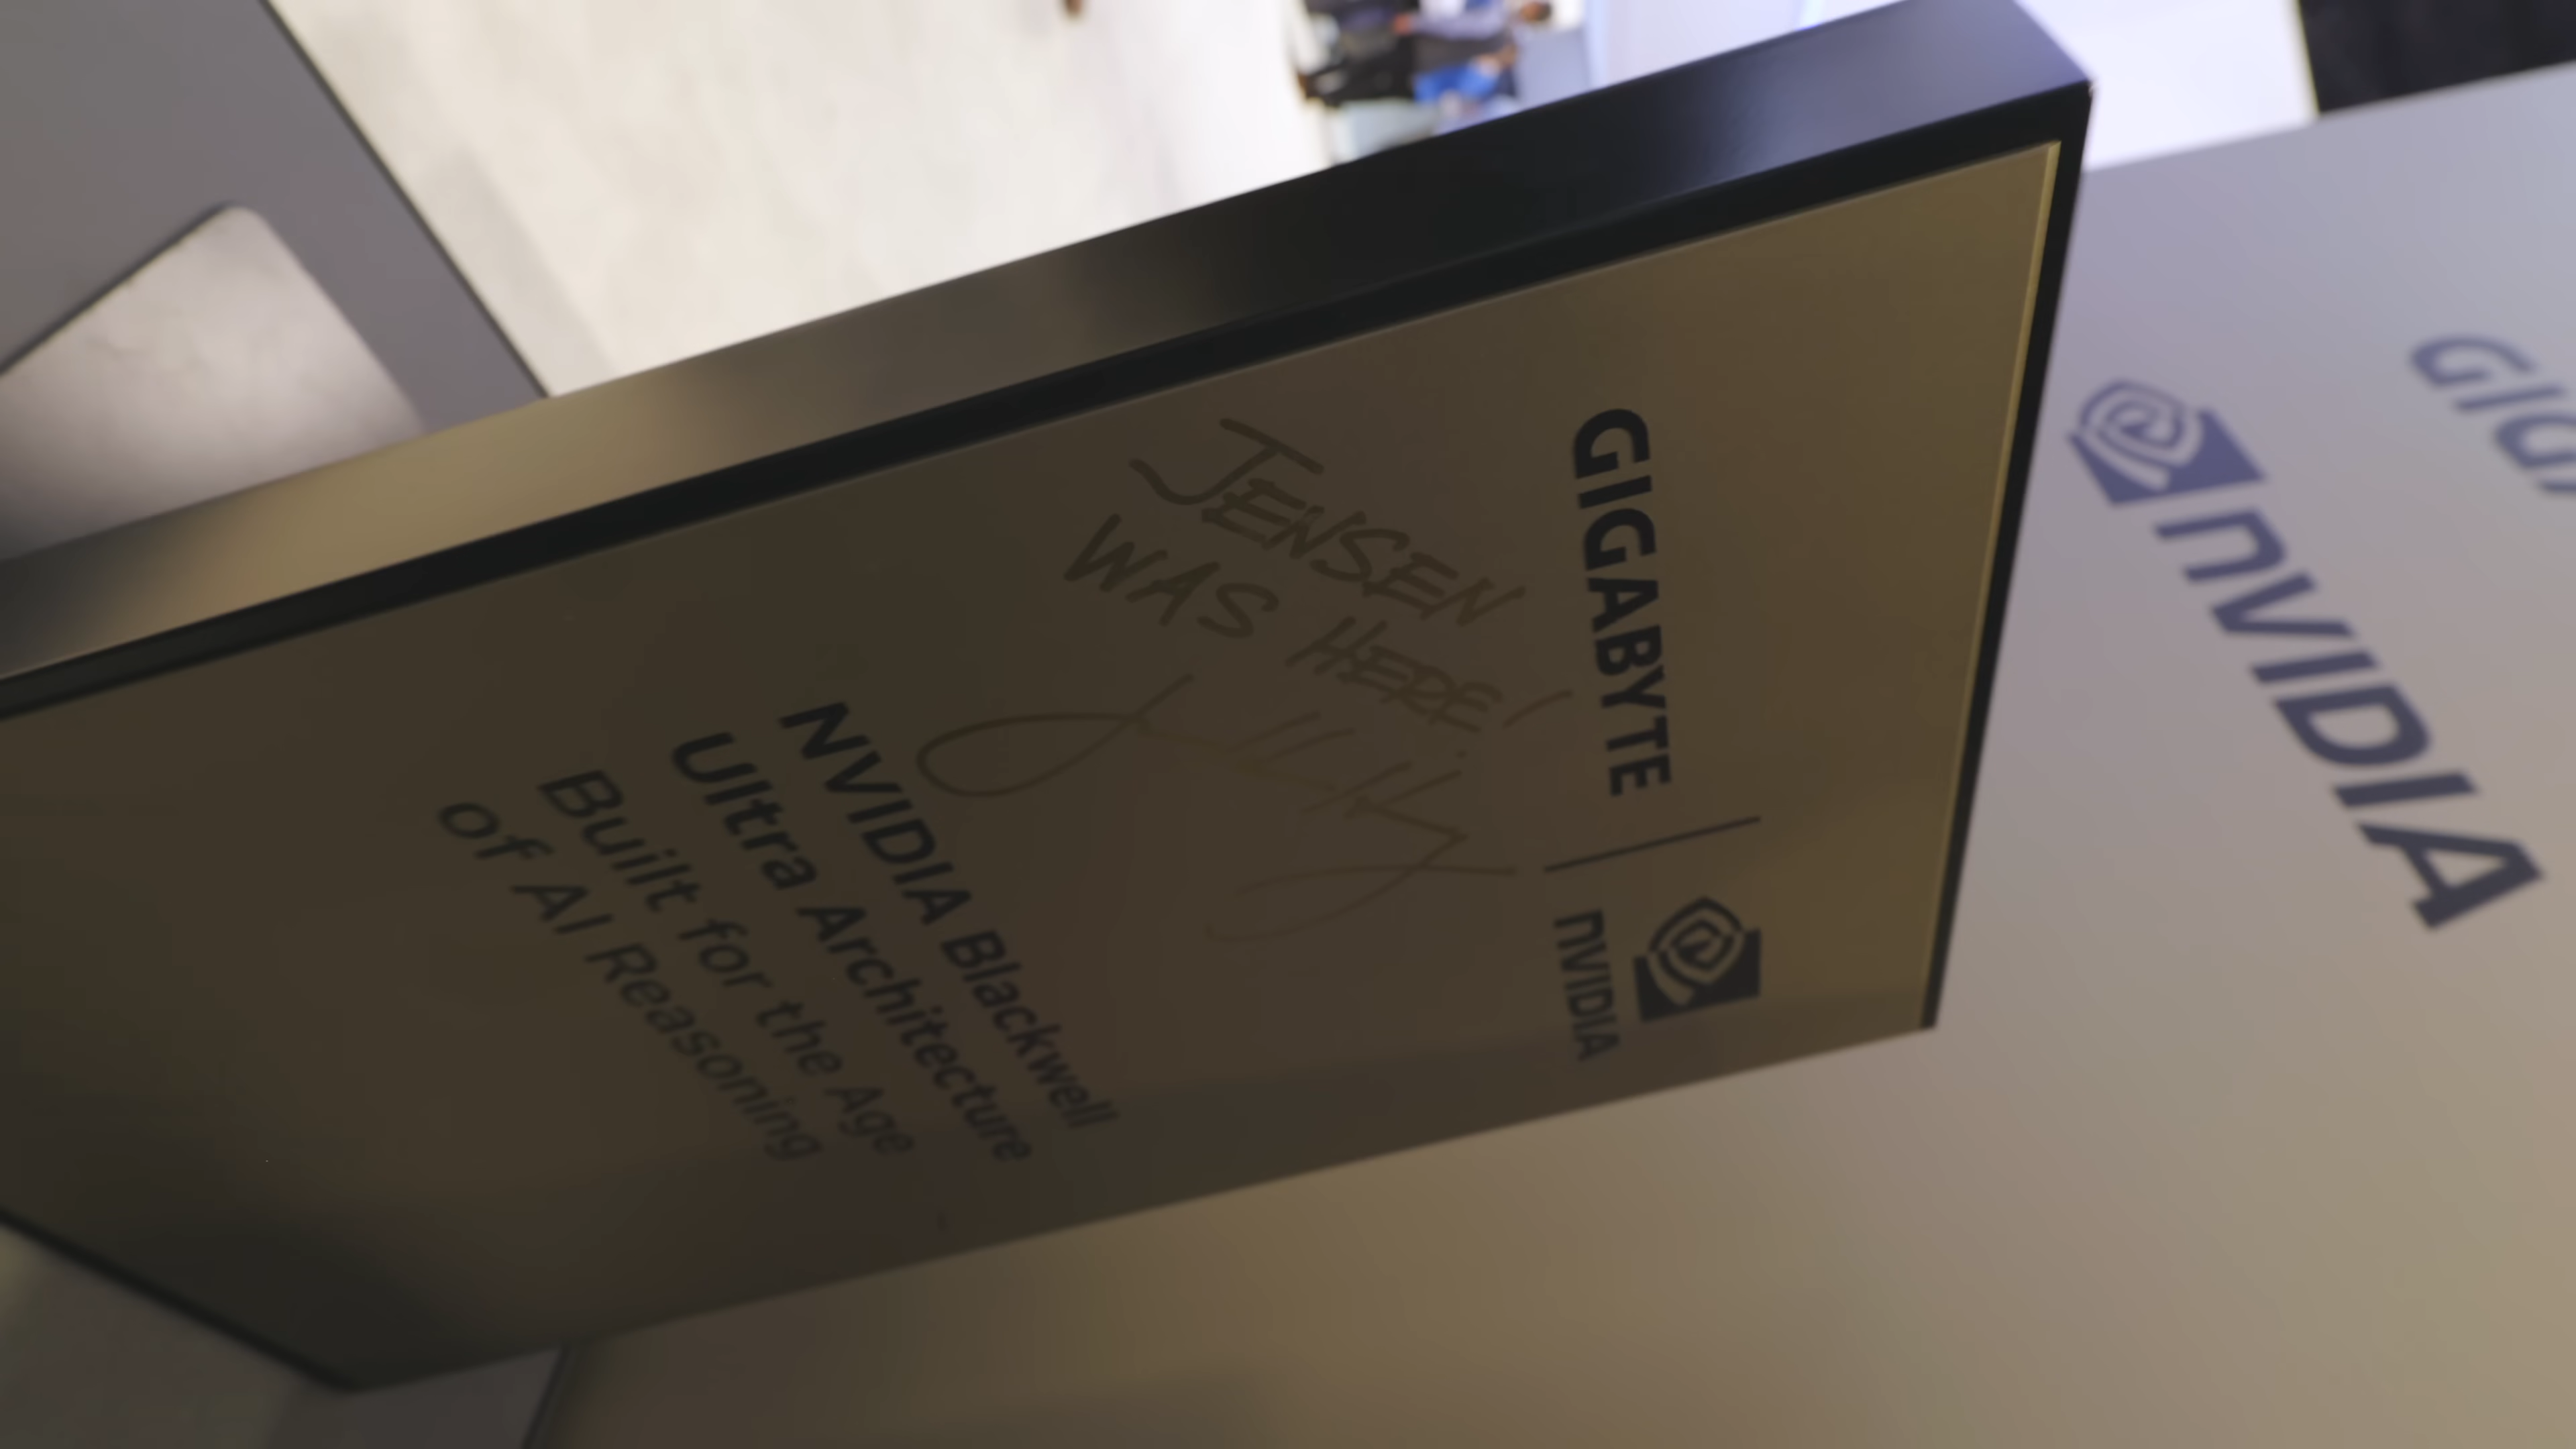 GIGABYTE | NVIDIA
JENSEN
WAS HERE!
NVIDIA Blackwell
Ultra Architecture
Built for the Age
of AI Reasoning
NVIDIA